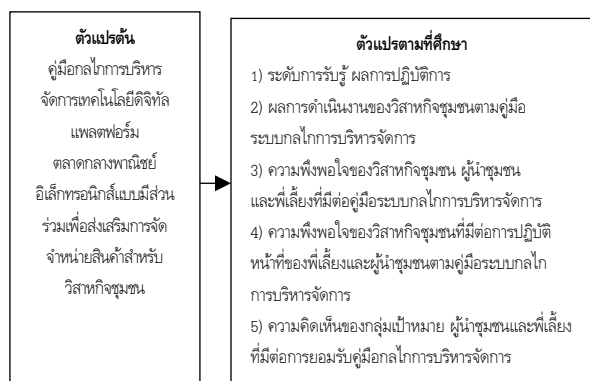 ตัวแปรต้น
คู่มือกลไกการบริหาร
จัดการเทคโนโลยีดิจิทัล
แพลตฟอร์ม
ตลาดกลางพาณิชย์
อิเล็กทรอนิกส์แบบมีส่วน
ร่วมเพื่อส่งเสริมการจัด
จำหน่ายสินค้าสำหรับ
วิสาหกิจชุมชน
ตัวแปรตามที่ศึกษา
1) ระดับการรับรู้ ผลการปฏิบัติการ
2) ผลการดำเนินงานของวิสาหกิจชุมชนตามคู่มือ
ระบบกลไกการบริหารจัดการ
3) ความพึงพอใจของวิสาหกิจชุมชน ผู้นำชุมชน
และพี่เลี้ยงที่มีต่อคู่มือระบบกลไกการบริหารจัดการ
4) ความพึงพอใจของวิสาหกิจชุมชนที่มีต่อการปฏิบัติ
หน้าที่ของพี่เลี้ยงและผู้นำชุมชนตามคู่มือระบบกลไก
การบริหารจัดการ
5) ความคิดเห็นของกลุ่มเป้าหมาย ผู้นำชุมชนและพี่เลี้ยง
ที่มีต่อการยอมรับคู่มือกลไกการบริหารจัดการ